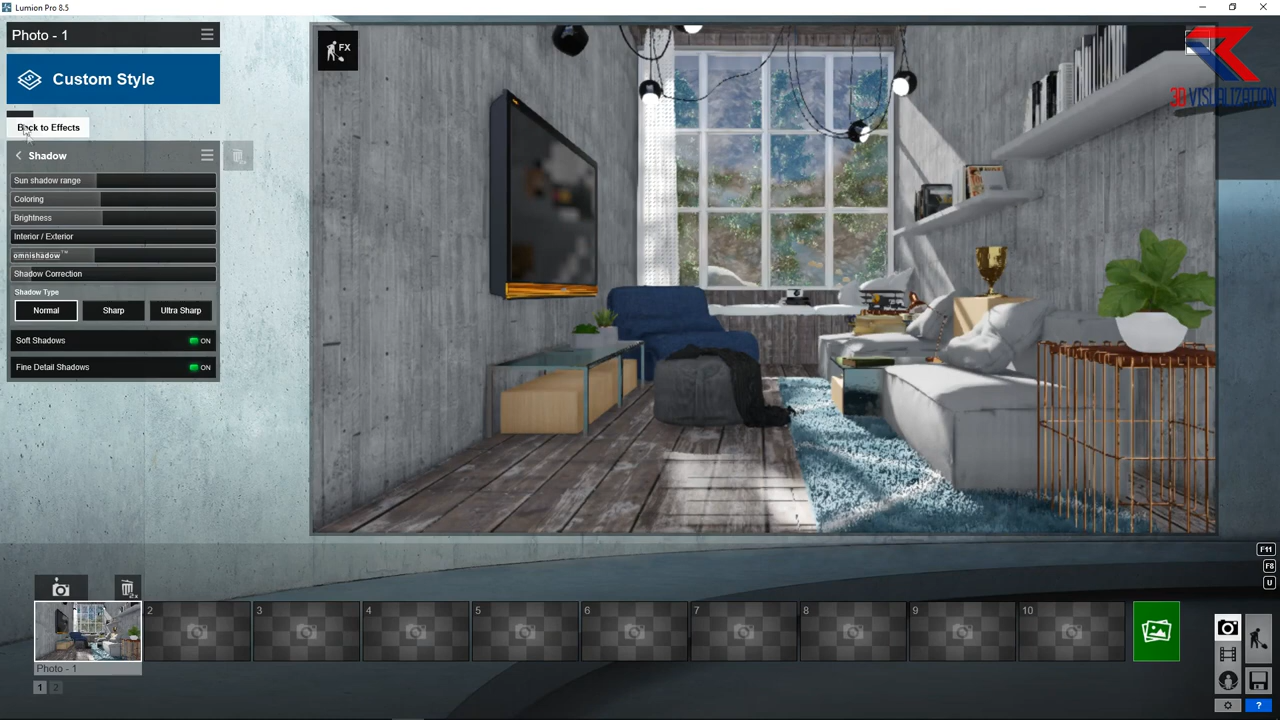 Lumion Pro 8.5
Photo - 1
Custom Style
Back to Effects
Shadow
Sun shadow range
Coloring
Brightness
Interior / Exterior
omnishadow™
Shadow Correction
Shadow Type
Normal Sharp Ultra Sharp
Soft Shadows ON
Fine Detail Shadows ON
FX
3D VISUALIZATION
F11
F8
U
2 3 4 5 6 7 8 9 10
Photo - 1
1 2
?